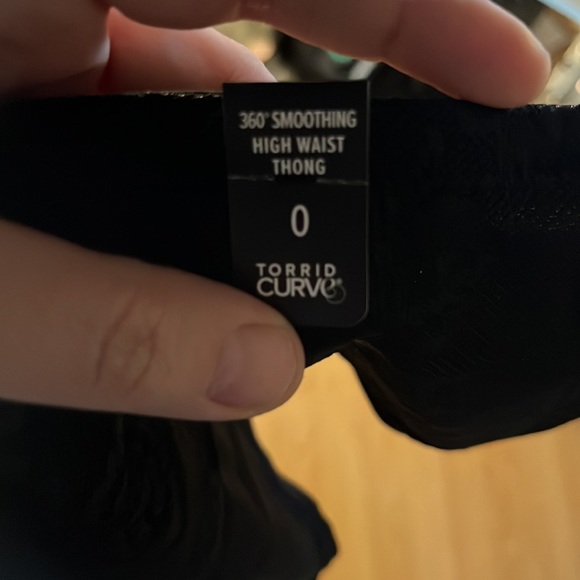 360° SMOOTHING
HIGH WAIST
THONG
0
TORRID
CURVE®